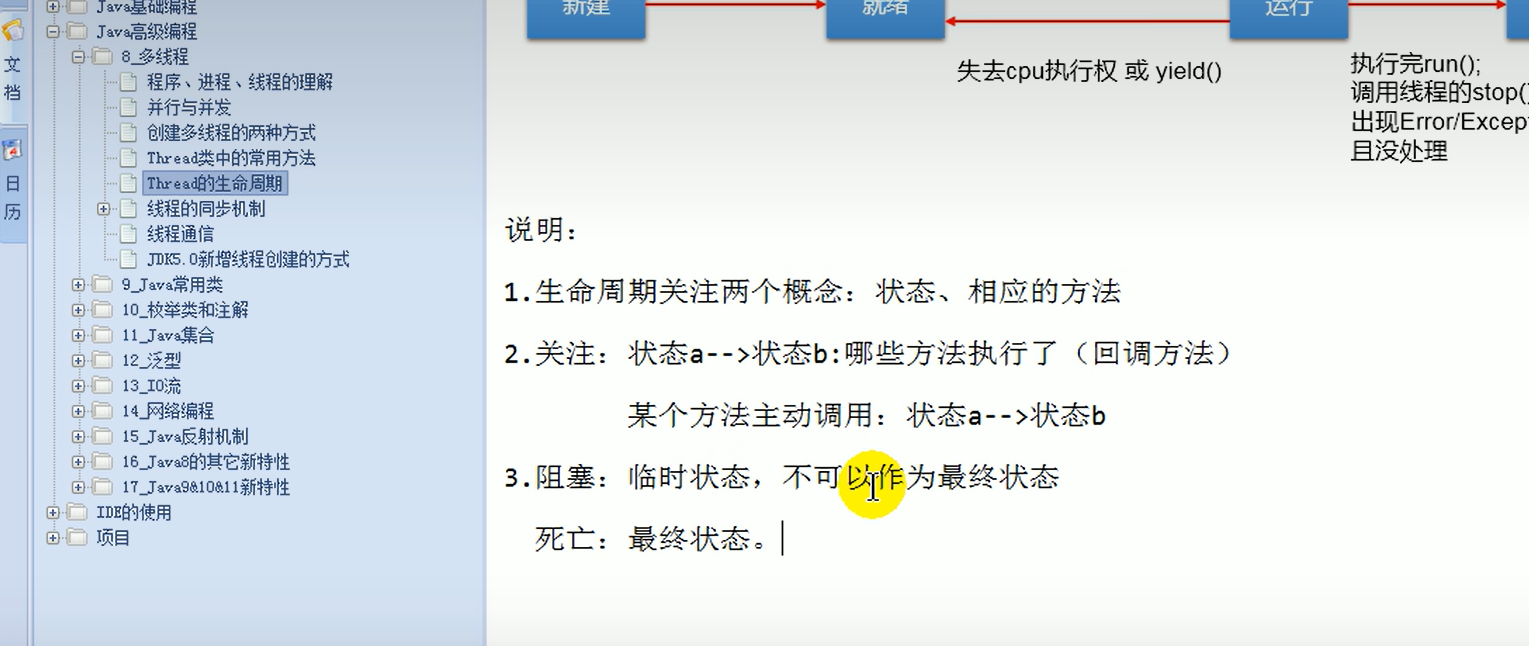 文
档
日
历
Java基础编程
Java高级编程
8_多线程
程序、进程、线程的理解
并行与并发
创建多线程的两种方式
Thread类中的常用方法
Thread的生命周期
线程的同步机制
线程通信
JDK5.0新增线程创建的方式
9_Java常用类
10_枚举类和注解
11_Java集合
12_泛型
13_IO流
14_网络编程
15_Java反射机制
16_Java8的其它新特性
17_Java9&10&11新特性
IDE的使用
项目
新建
就绪
运行
失去cpu执行权 或 yield()
执行完run();
调用线程的stop()
出现Error/Excep
且没处理
说明：
1.生命周期关注两个概念：状态、相应的方法
2.关注：状态a-->状态b:哪些方法执行了（回调方法）
某个方法主动调用：状态a-->状态b
3.阻塞：临时状态，不可以作为最终状态
死亡：最终状态。